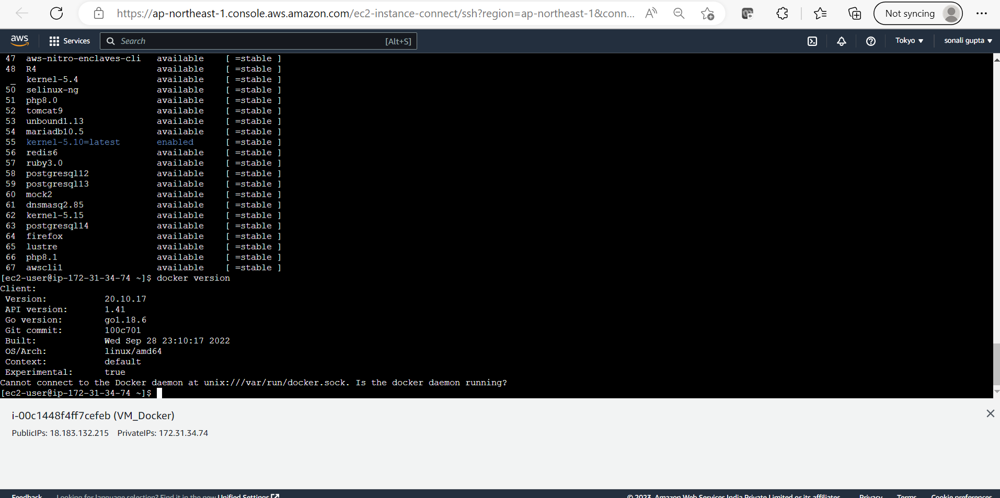 https://ap-northeast-1.console.aws.amazon.com/ec2-instance-connect/ssh?region=ap-northeast-1&conn...
Not syncing
aws
Services
Search
[Alt+S]
Tokyo
sonali gupta
47 aws-nitro-enclaves-cli available [ =stable ]
48 R4 available [ =stable ]
_ kernel-5.4 available [ =stable ]
50 selinux-ng available [ =stable ]
51 php8.0 available [ =stable ]
52 tomcat9 available [ =stable ]
53 unbound1.13 available [ =stable ]
54 mariadb10.5 available [ =stable ]
55 kernel-5.10=latest enabled [ =stable ]
56 redis6 available [ =stable ]
57 ruby3.0 available [ =stable ]
58 postgresql12 available [ =stable ]
59 postgresql13 available [ =stable ]
60 mock2 available [ =stable ]
61 dnsmasq2.85 available [ =stable ]
62 kernel-5.15 available [ =stable ]
63 postgresql14 available [ =stable ]
64 firefox available [ =stable ]
65 lustre available [ =stable ]
66 php8.1 available [ =stable ]
67 awscli1 available [ =stable ]
[ec2-user@ip-172-31-34-74 ~]$ docker version
Client:
Version: 20.10.17
API version: 1.41
Go version: go1.18.6
Git commit: 100c701
Built: Wed Sep 28 23:10:17 2022
OS/Arch: linux/amd64
Context: default
Experimental: true
Cannot connect to the Docker daemon at unix:///var/run/docker.sock. Is the docker daemon running?
[ec2-user@ip-172-31-34-74 ~]$
i-00c1448f4ff7cefeb (VM_Docker)
PublicIPs: 18.183.132.215 PrivateIPs: 172.31.34.74
Feedback Looking for language selection? Find it in the new Unified Settings © 2023, Amazon Web Services India Private Limited or its affiliates. Privacy Terms Cookie preferences